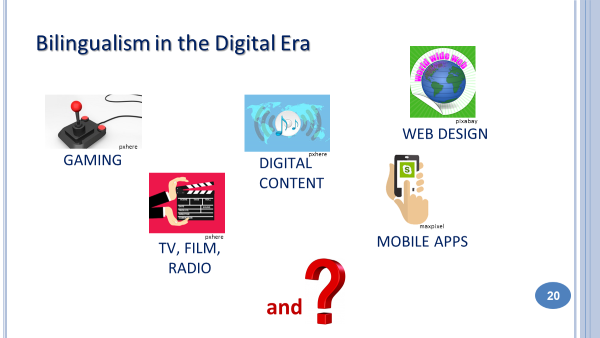 Bilingualism in the Digital Era
pxhere
GAMING
pxhere
DIGITAL
CONTENT
world wide web
pixabay
WEB DESIGN
pxhere
TV, FILM,
RADIO
S
maxpixel
MOBILE APPS
and ?
20